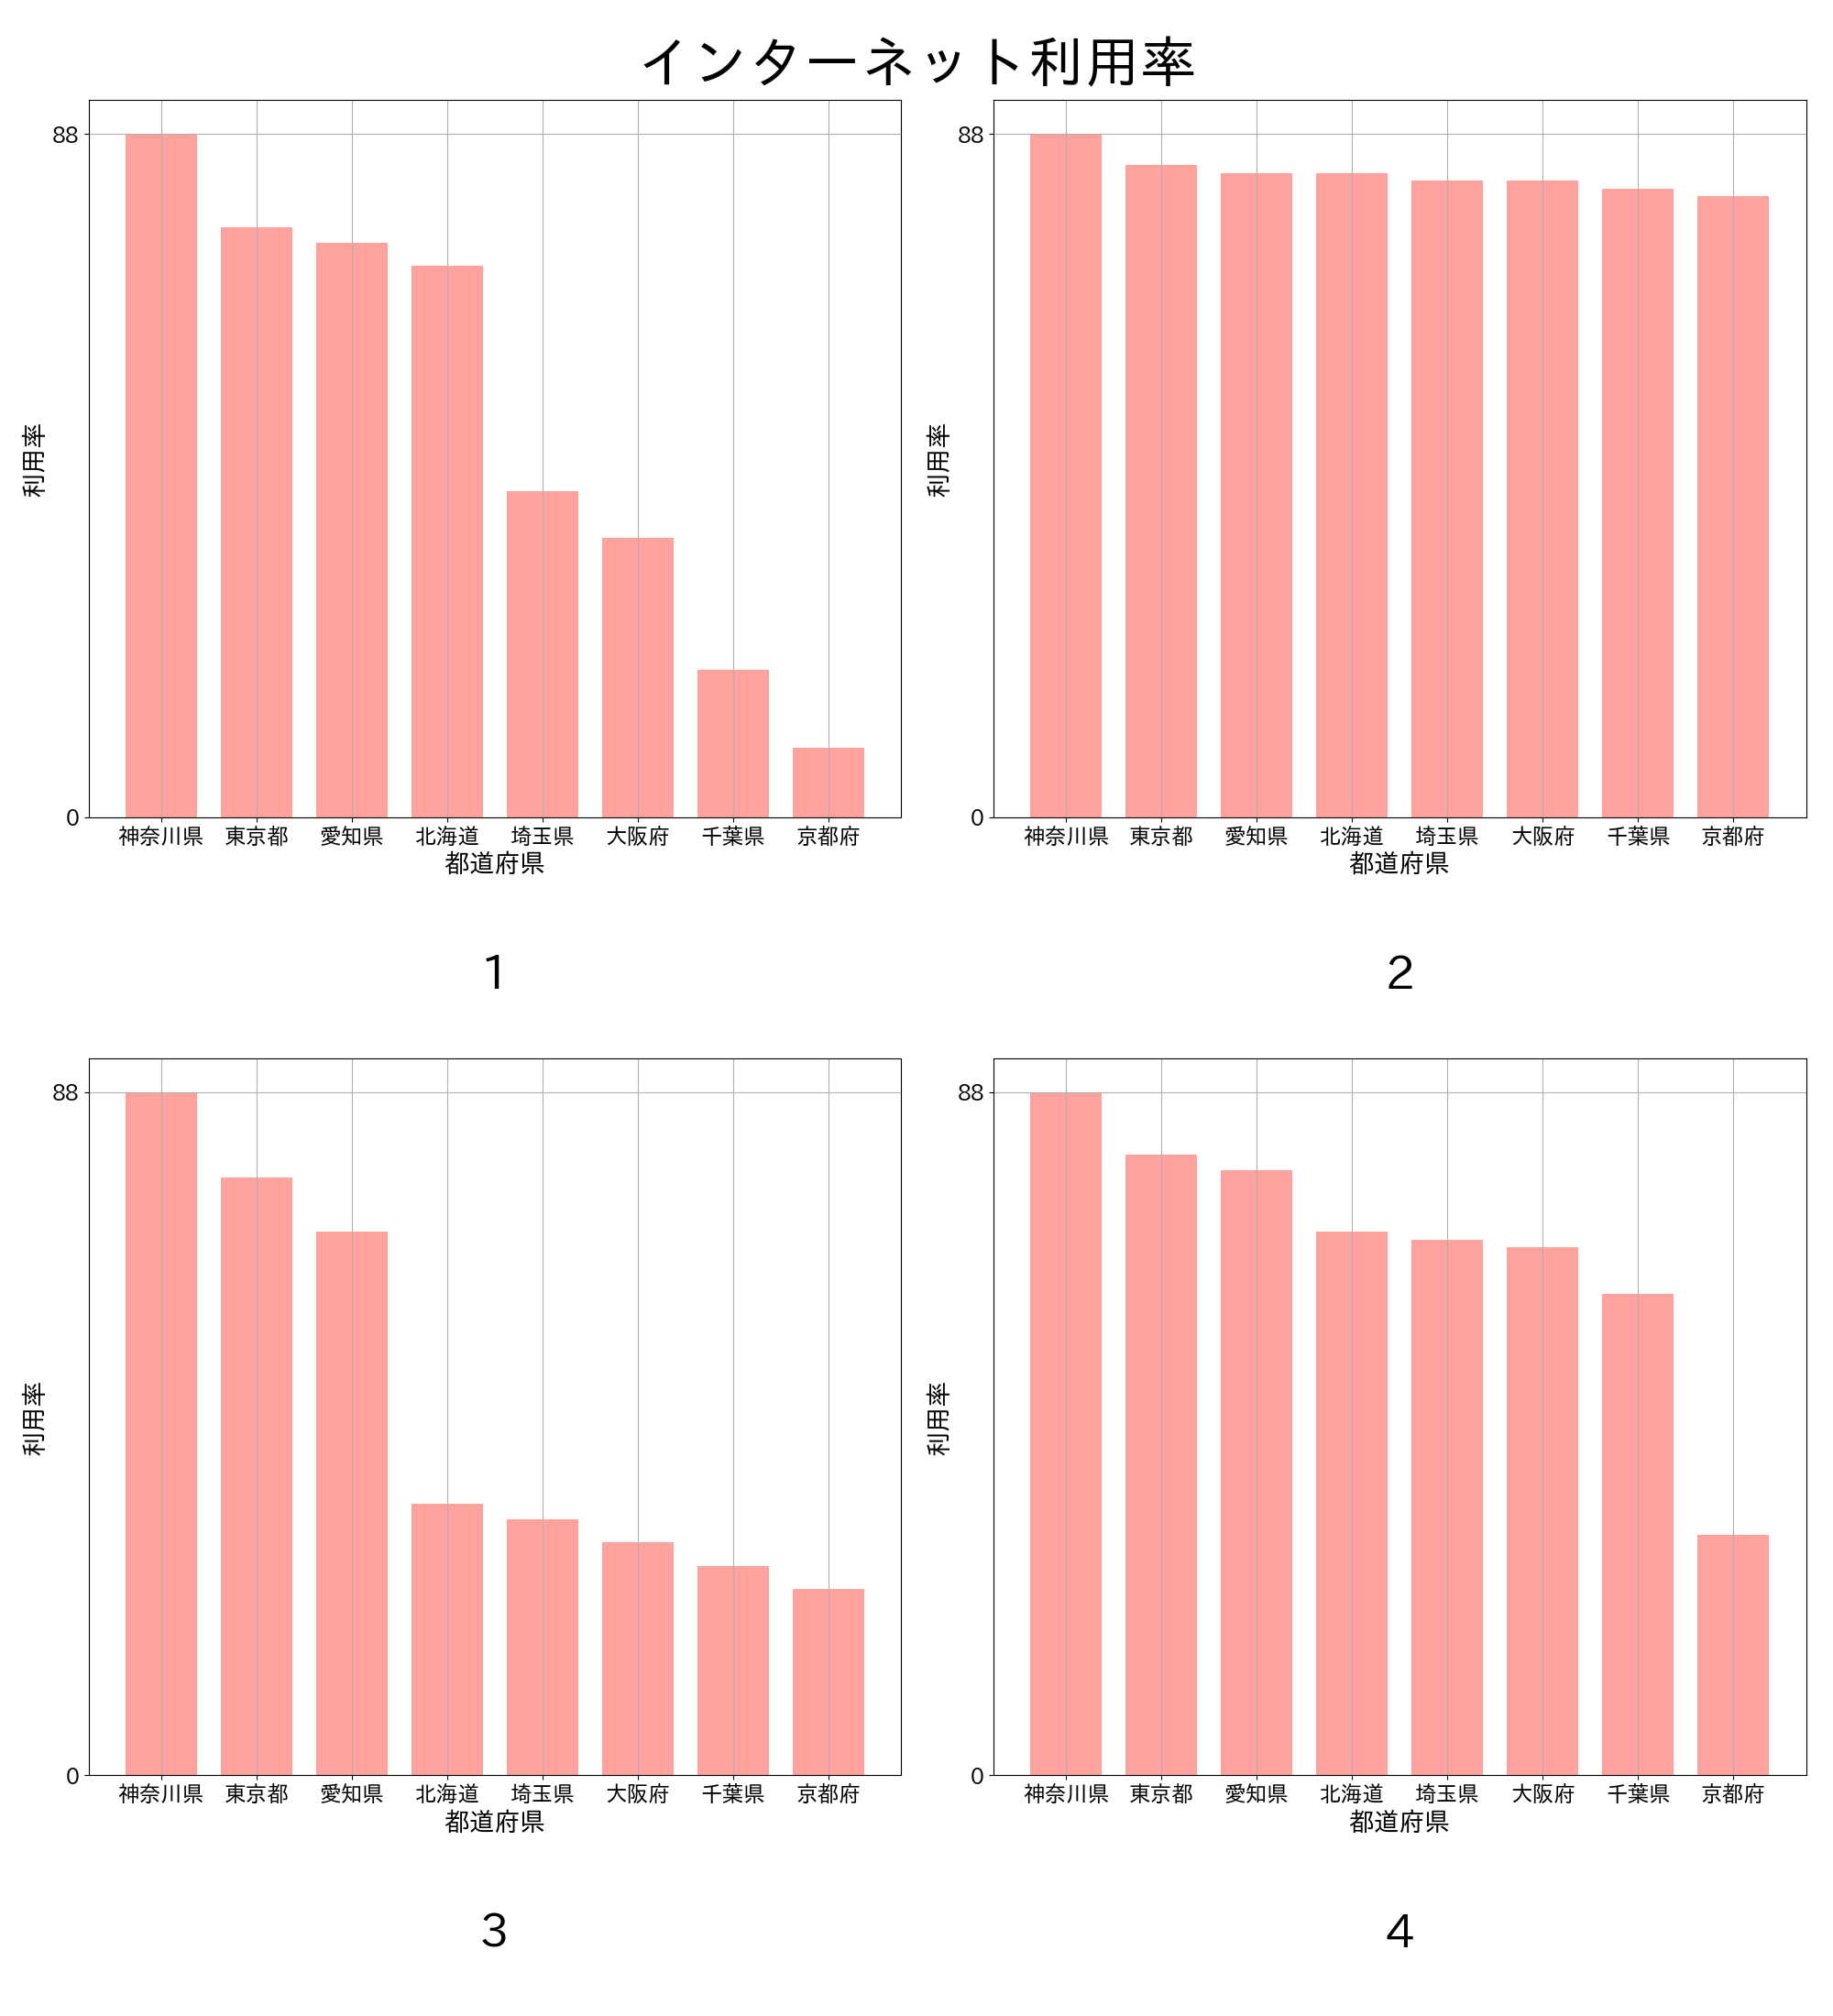 インターネット利用率
88
0
利用率
神奈川県 東京都 愛知県 北海道 埼玉県 大阪府 千葉県 京都府
都道府県
1
88
0
利用率
神奈川県 東京都 愛知県 北海道 埼玉県 大阪府 千葉県 京都府
都道府県
2
88
0
利用率
神奈川県 東京都 愛知県 北海道 埼玉県 大阪府 千葉県 京都府
都道府県
3
88
0
利用率
神奈川県 東京都 愛知県 北海道 埼玉県 大阪府 千葉県 京都府
都道府県
4